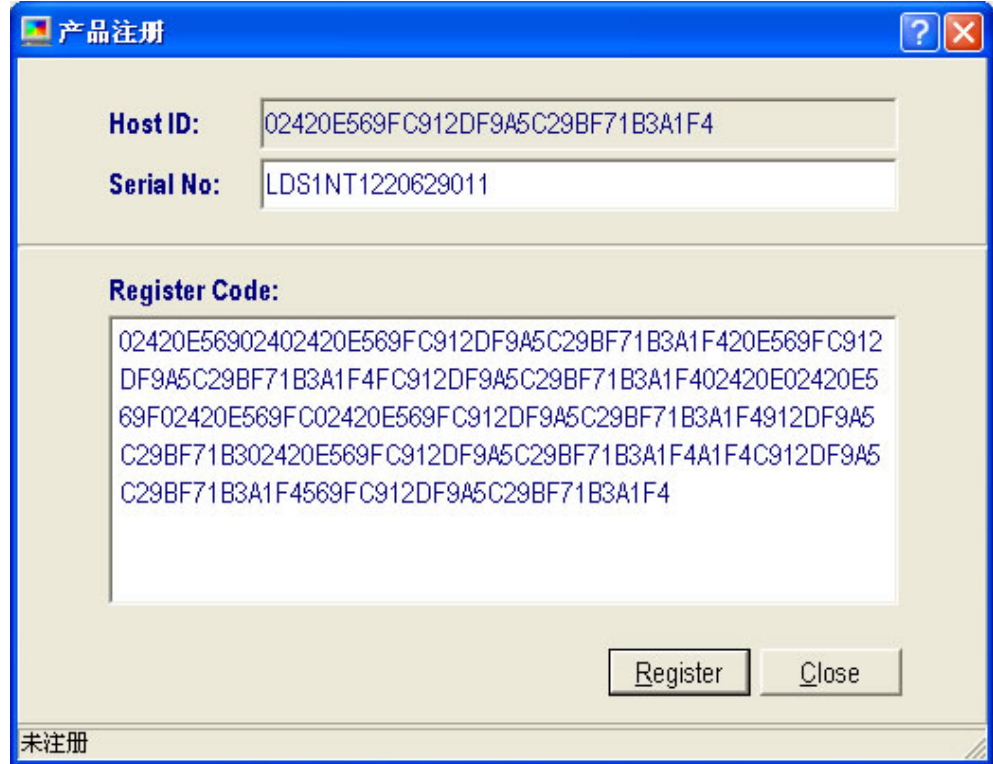 产品注册
Host ID: 02420E569FC912DF9A5C29BF71B3A1F4
Serial No: LDS1NT1220629011
Register Code:
02420E56902402420E569FC912DF9A5C29BF71B3A1F420E569FC912
DF9A5C29BF71B3A1F4FC912DF9A5C29BF71B3A1F402420E02420E5
69F02420E569FC02420E569FC912DF9A5C29BF71B3A1F4912DF9A5
C29BF71B302420E569FC912DF9A5C29BF71B3A1F4A1F4C912DF9A5
C29BF71B3A1F4569FC912DF9A5C29BF71B3A1F4
Register Close
未注册